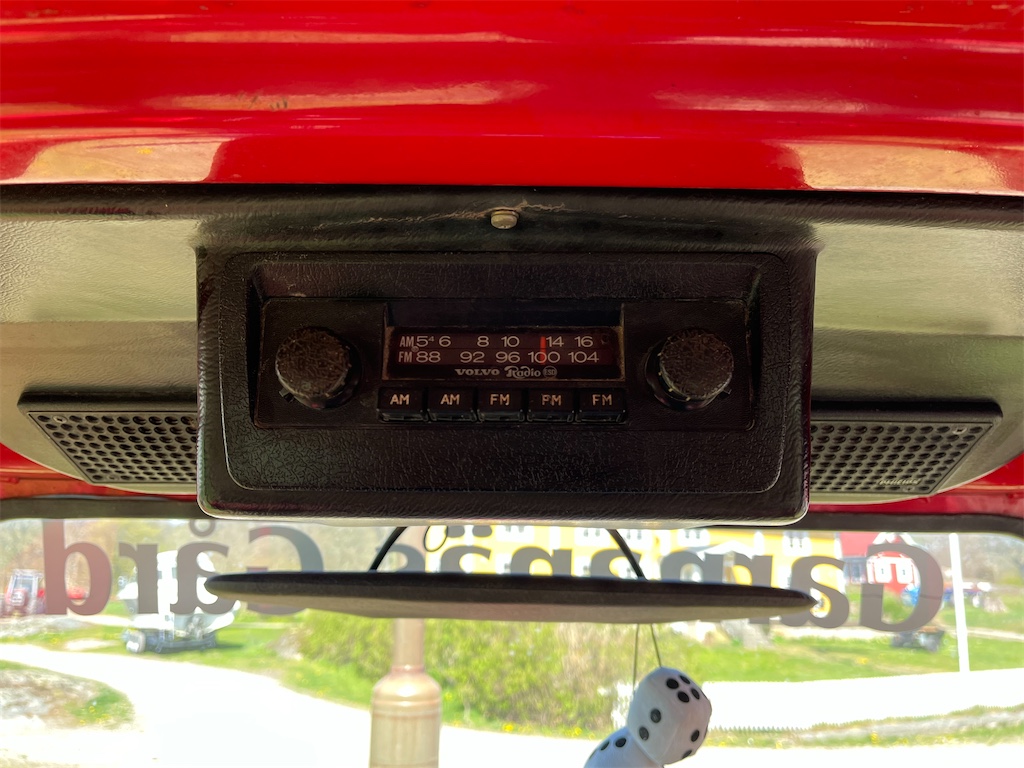 AM 5⁴ 6 8 10 14 16
FM 88 92 96 100 104
VOLVO Radio
AM AM FM FM FM
Gård